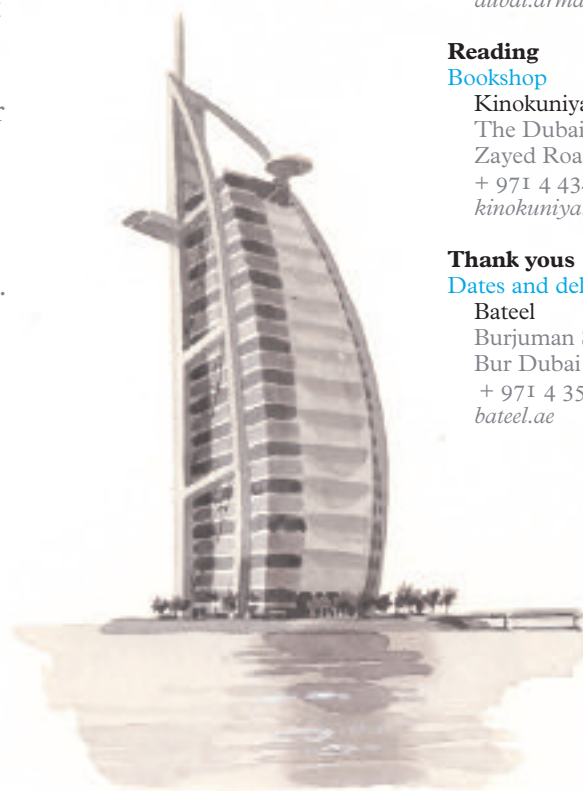 Reading
Bookshop
Kinokuniya
The Dubai
Zayed Roa
+ 971 4 43
kinokuniya
Thank yous
Dates and del
Bateel
Burjuman
Bur Dubai
+ 971 4 35
bateel.ae